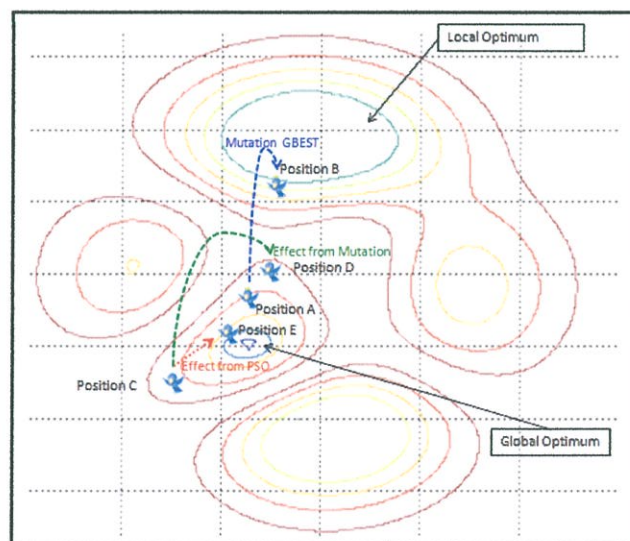 Local Optimum
Mutation GBEST
Position B
Effect from Mutation
Position D
Position A
Position E
Effect from PSO
Position C
Global Optimum